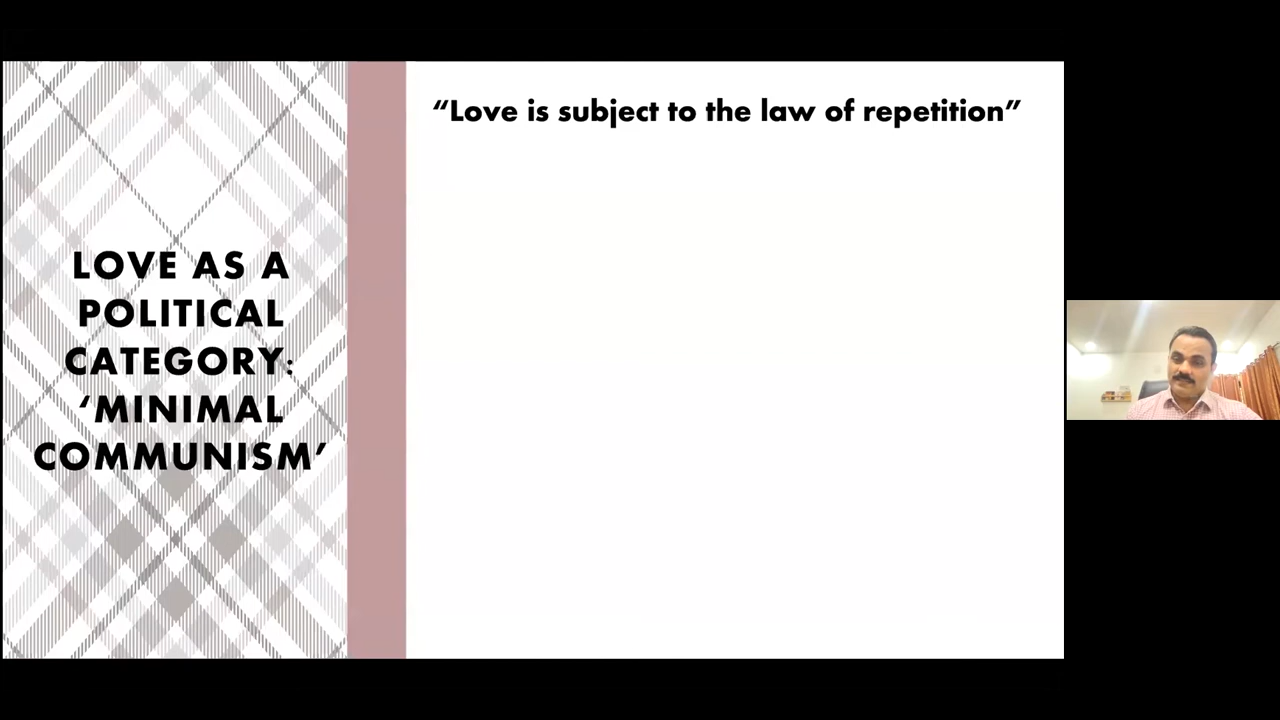 LOVE AS A
POLITICAL
CATEGORY:
‘MINIMAL
COMMUNISM’
“Love is subject to the law of repetition”